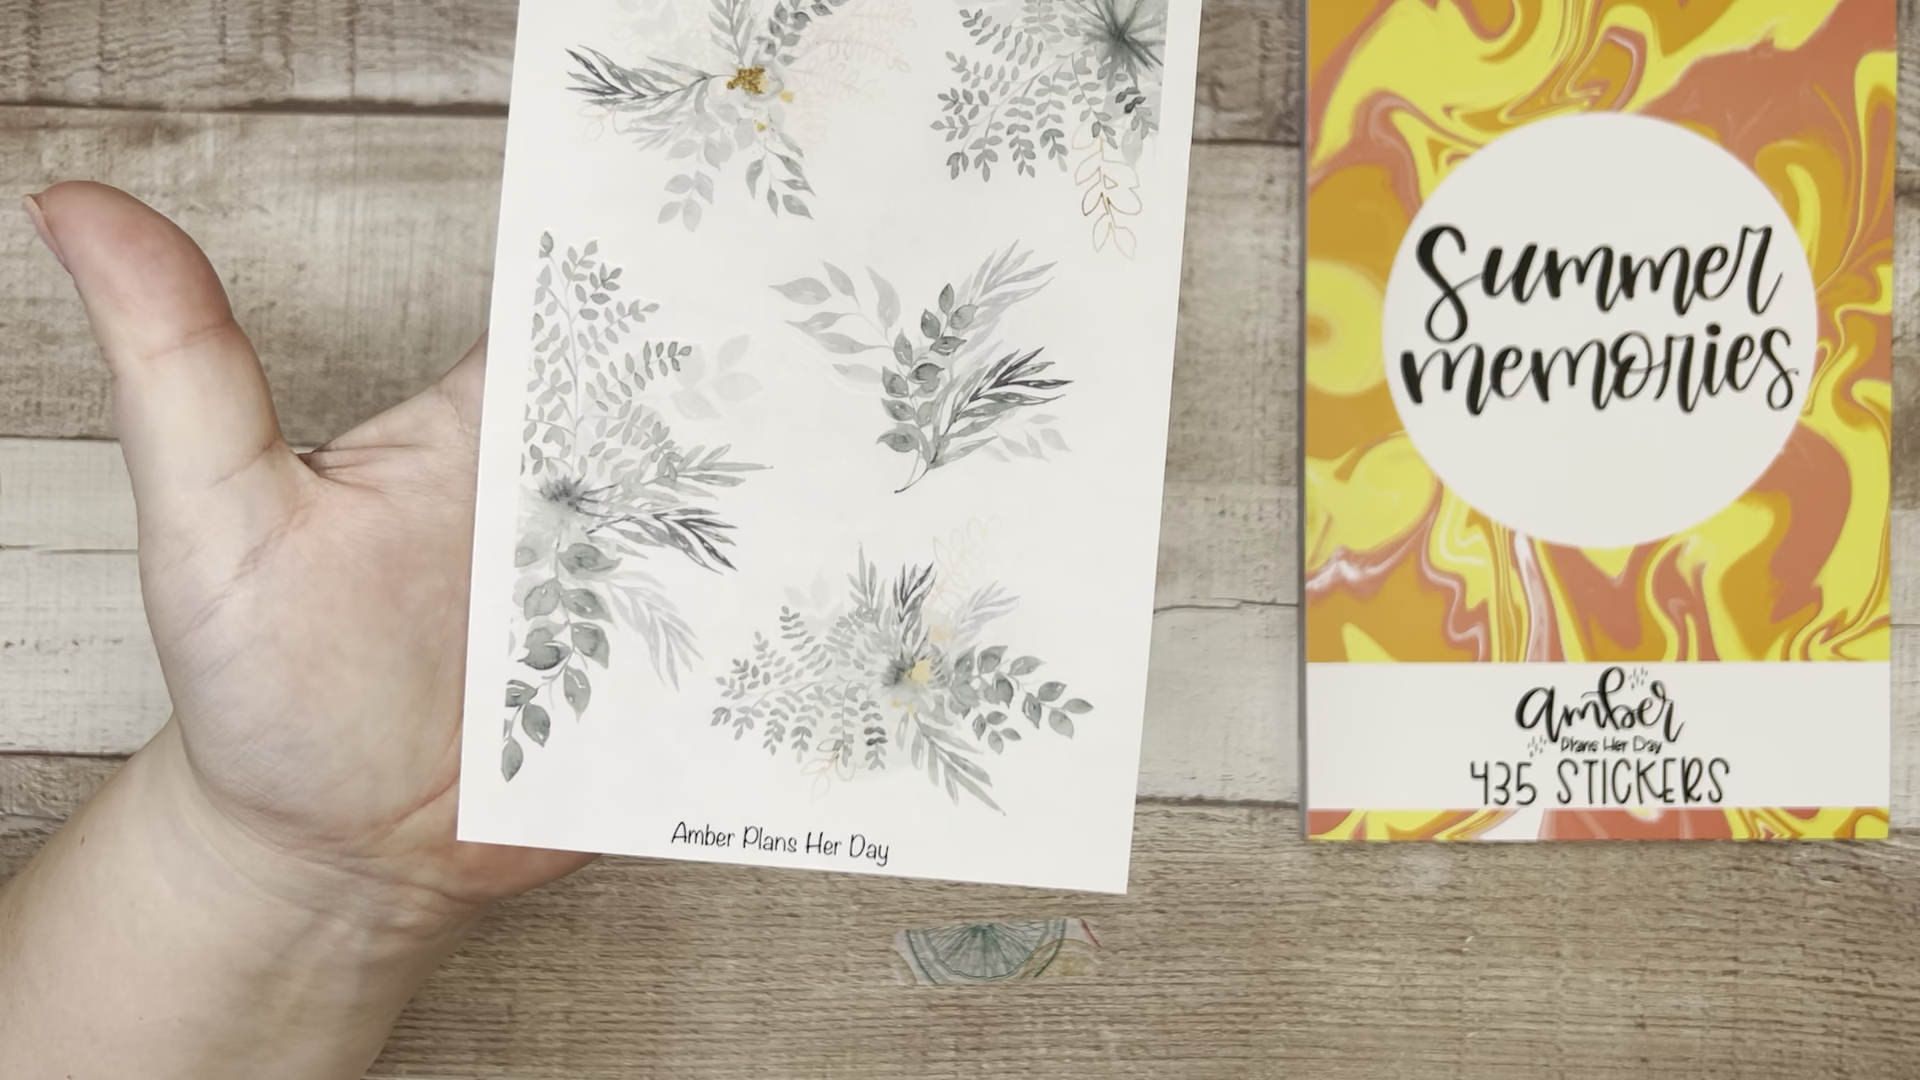 Amber Plans Her Day
Summer
memories
amber
Plans Her Day
435 STICKERS